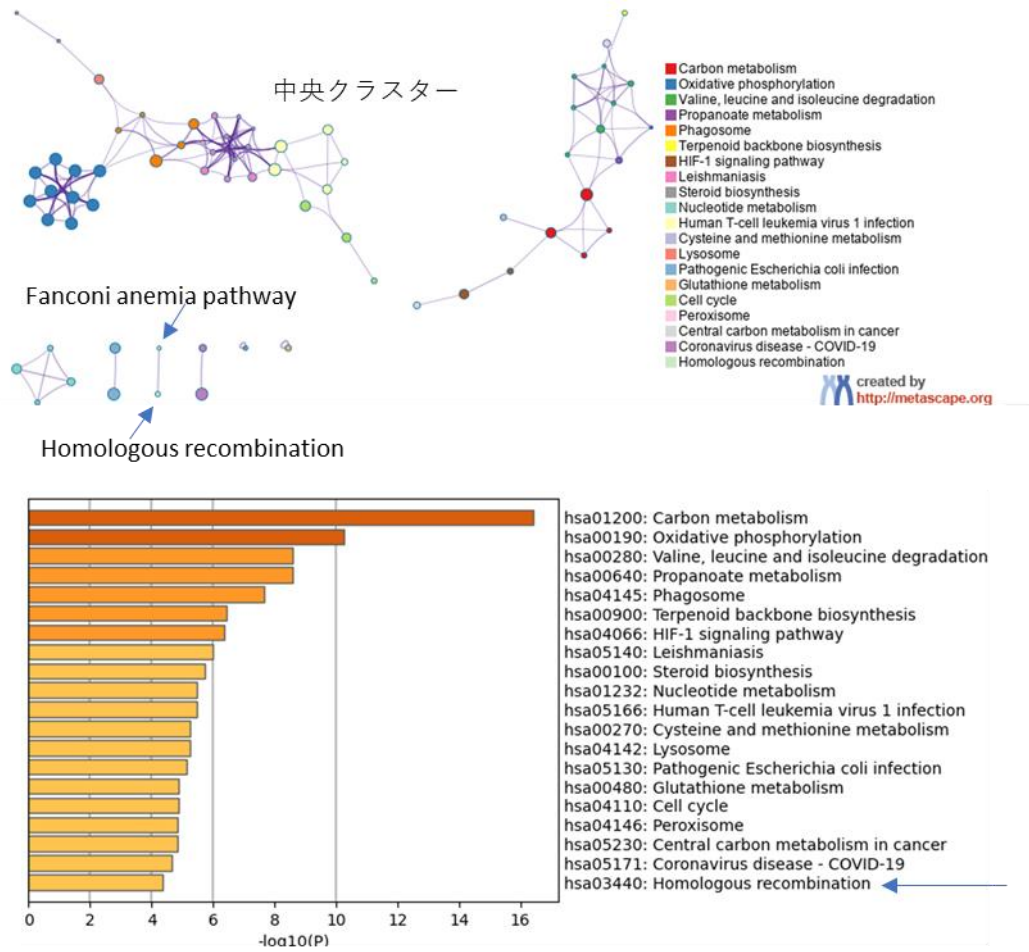 中央クラスター
Carbon metabolism
Oxidative phosphorylation
Valine, leucine and isoleucine degradation
Propanoate metabolism
Phagosome
Terpenoid backbone biosynthesis
HIF-1 signaling pathway
Leishmaniasis
Steroid biosynthesis
Nucleotide metabolism
Human T-cell leukemia virus 1 infection
Cysteine and methionine metabolism
Lysosome
Pathogenic Escherichia coli infection
Glutathione metabolism
Cell cycle
Peroxisome
Central carbon metabolism in cancer
Coronavirus disease - COVID-19
Homologous recombination
created by
http://metascape.org
Fanconi anemia pathway
Homologous recombination
hsa01200: Carbon metabolism
hsa00190: Oxidative phosphorylation
hsa00280: Valine, leucine and isoleucine degradation
hsa00640: Propanoate metabolism
hsa04145: Phagosome
hsa00900: Terpenoid backbone biosynthesis
hsa04066: HIF-1 signaling pathway
hsa05140: Leishmaniasis
hsa00100: Steroid biosynthesis
hsa01232: Nucleotide metabolism
hsa05166: Human T-cell leukemia virus 1 infection
hsa00270: Cysteine and methionine metabolism
hsa04142: Lysosome
hsa05130: Pathogenic Escherichia coli infection
hsa00480: Glutathione metabolism
hsa04110: Cell cycle
hsa04146: Peroxisome
hsa05230: Central carbon metabolism in cancer
hsa05171: Coronavirus disease - COVID-19
hsa03440: Homologous recombination
0 2 4 6 8 10 12 14 16
-log10(P)